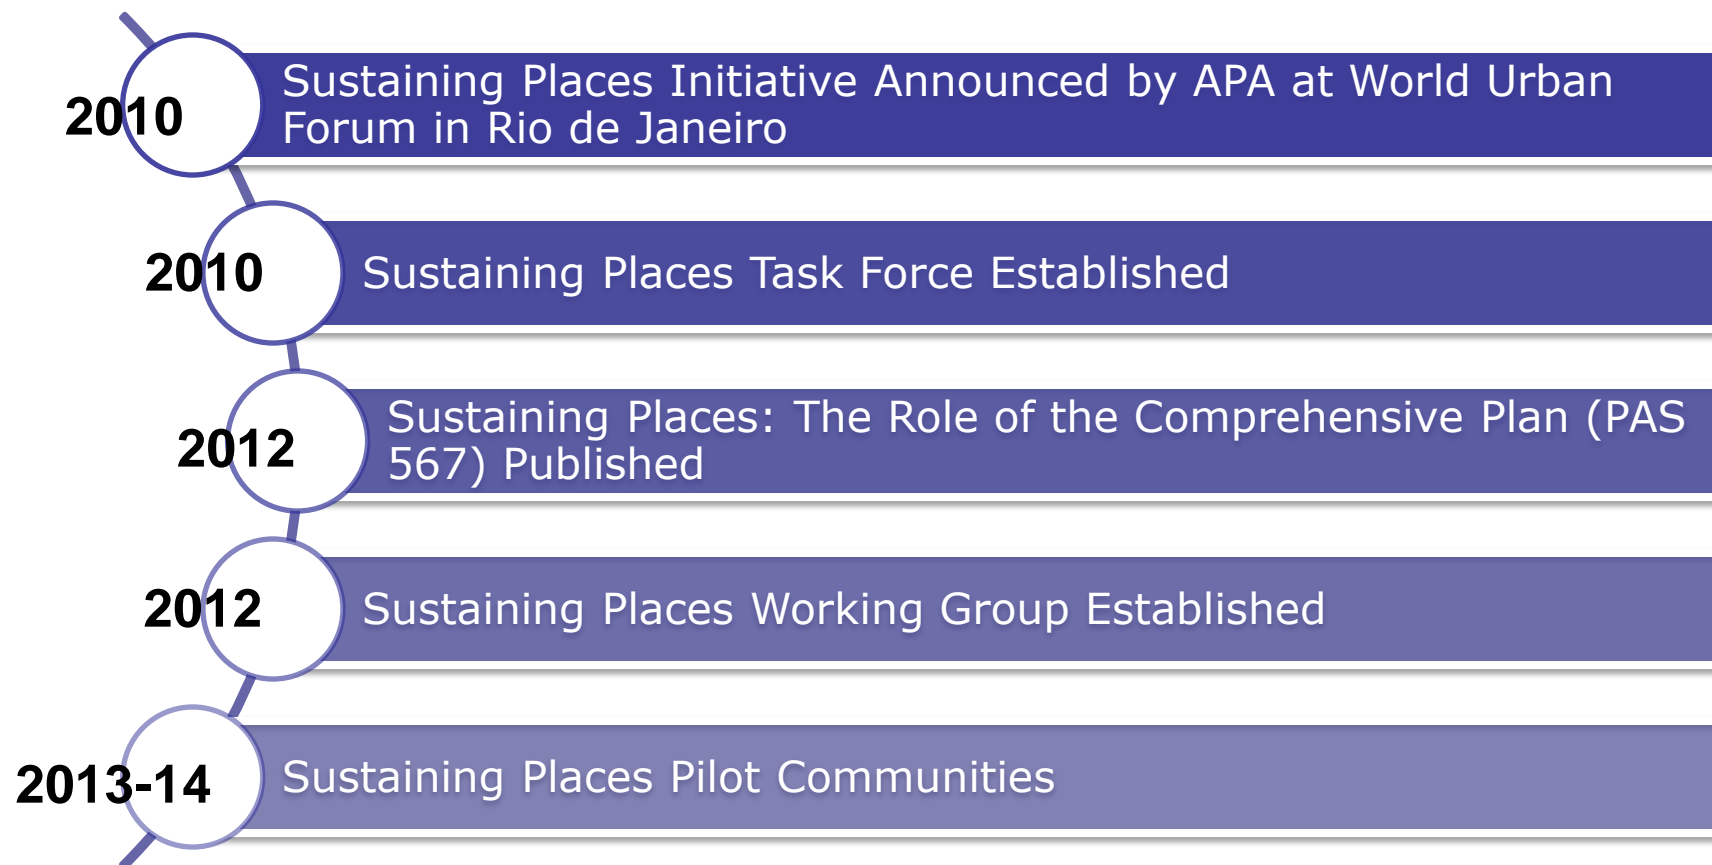 2010
Sustaining Places Initiative Announced by APA at World Urban
Forum in Rio de Janeiro
2010
Sustaining Places Task Force Established
2012
Sustaining Places: The Role of the Comprehensive Plan (PAS
567) Published
2012
Sustaining Places Working Group Established
2013-14
Sustaining Places Pilot Communities